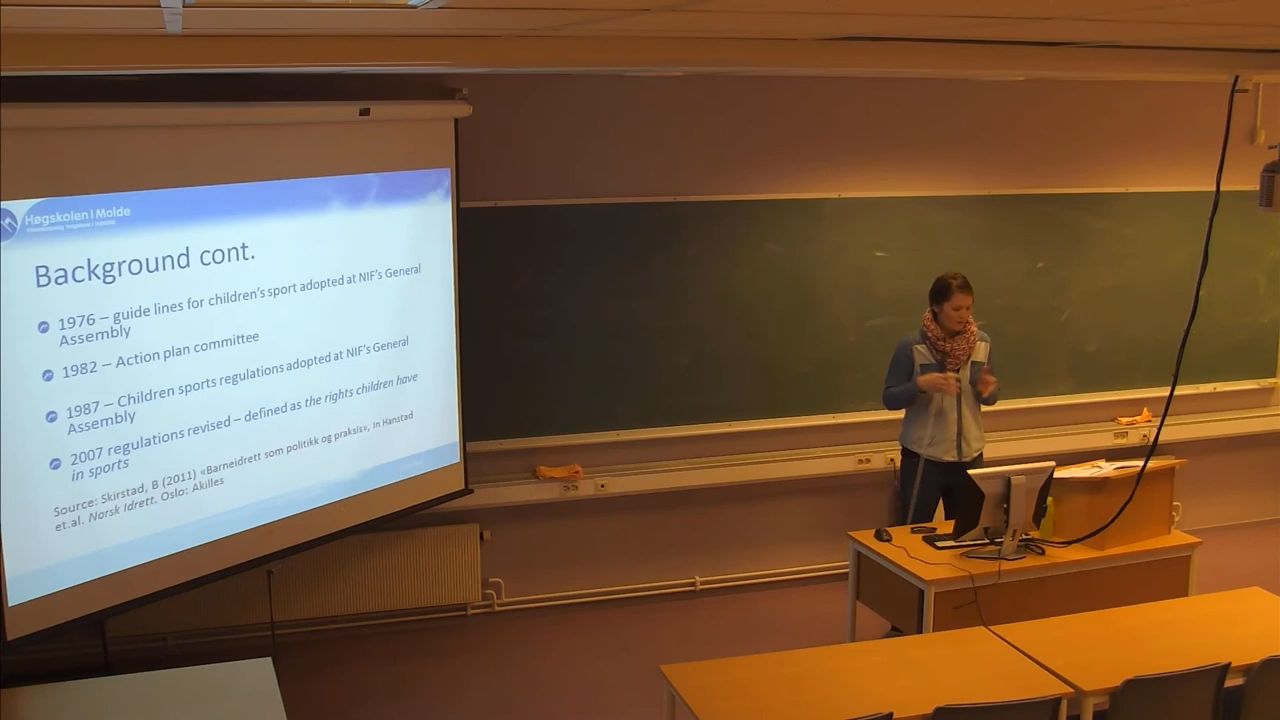 Høgskolen i Molde
Background cont.
1976 – guide lines for children's sport adopted at NIF's General
Assembly
1982 – Action plan committee
1987 – Children sports regulations adopted at NIF's General
Assembly
2007 regulations revised – defined as the rights children have
in sports
Source: Skirstad, B (2011) «Barneidrett som politikk og praksis», In Hanstad
et.al. Norsk Idrett. Oslo: Akilles